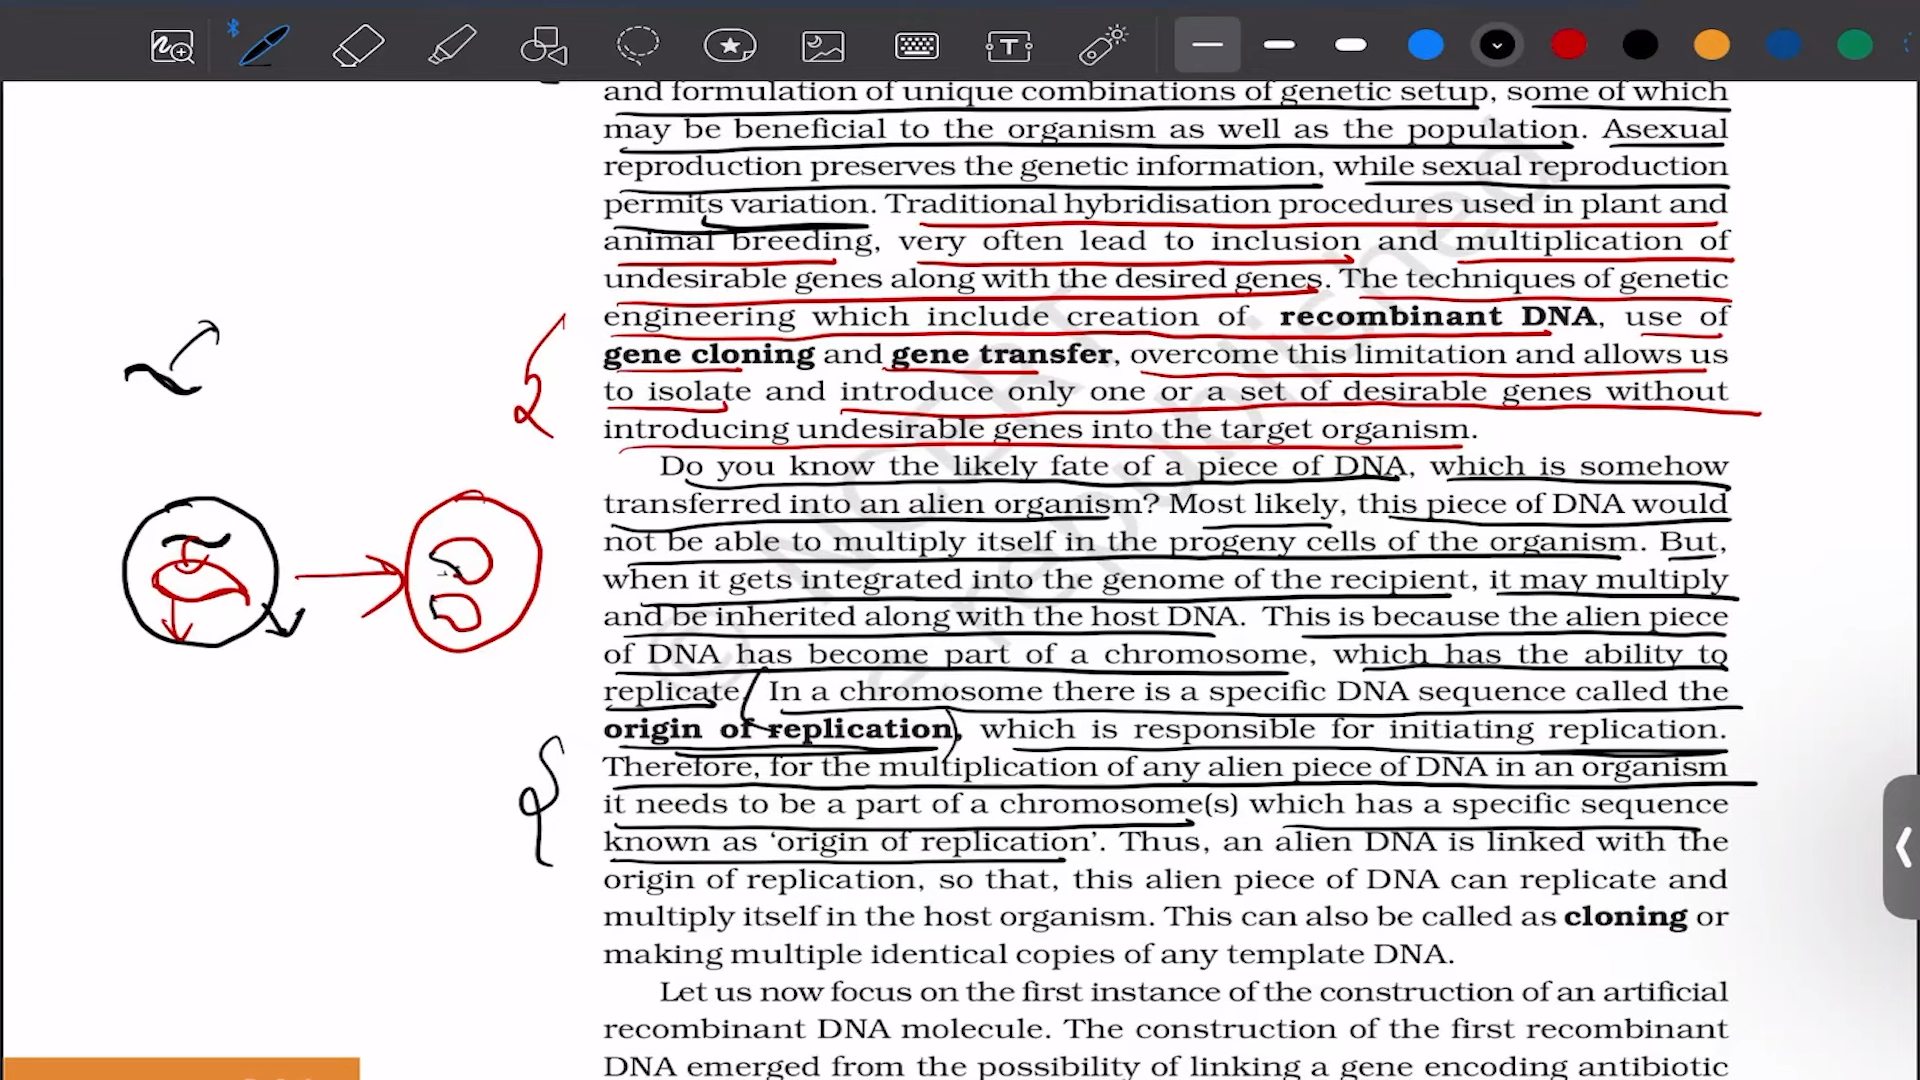 and formulation of unique combinations of genetic setup, some of which
may be beneficial to the organism as well as the population. Asexual
reproduction preserves the genetic information, while sexual reproduction
permits variation. Traditional hybridisation procedures used in plant and
animal breeding, very often lead to inclusion and multiplication of
undesirable genes along with the desired genes. The techniques of genetic
engineering which include creation of recombinant DNA, use of
gene cloning and gene transfer, overcome this limitation and allows us
to isolate and introduce only one or a set of desirable genes without
introducing undesirable genes into the target organism.
Do you know the likely fate of a piece of DNA, which is somehow
transferred into an alien organism? Most likely, this piece of DNA would
not be able to multiply itself in the progeny cells of the organism. But,
when it gets integrated into the genome of the recipient, it may multiply
and be inherited along with the host DNA. This is because the alien piece
of DNA has become part of a chromosome, which has the ability to
replicate. In a chromosome there is a specific DNA sequence called the
origin of replication, which is responsible for initiating replication.
Therefore, for the multiplication of any alien piece of DNA in an organism
it needs to be a part of a chromosome(s) which has a specific sequence
known as ‘origin of replication’. Thus, an alien DNA is linked with the
origin of replication, so that, this alien piece of DNA can replicate and
multiply itself in the host organism. This can also be called as cloning or
making multiple identical copies of any template DNA.
Let us now focus on the first instance of the construction of an artificial
recombinant DNA molecule. The construction of the first recombinant
DNA emerged from the possibility of linking a gene encoding antibiotic
© NCERT
republished